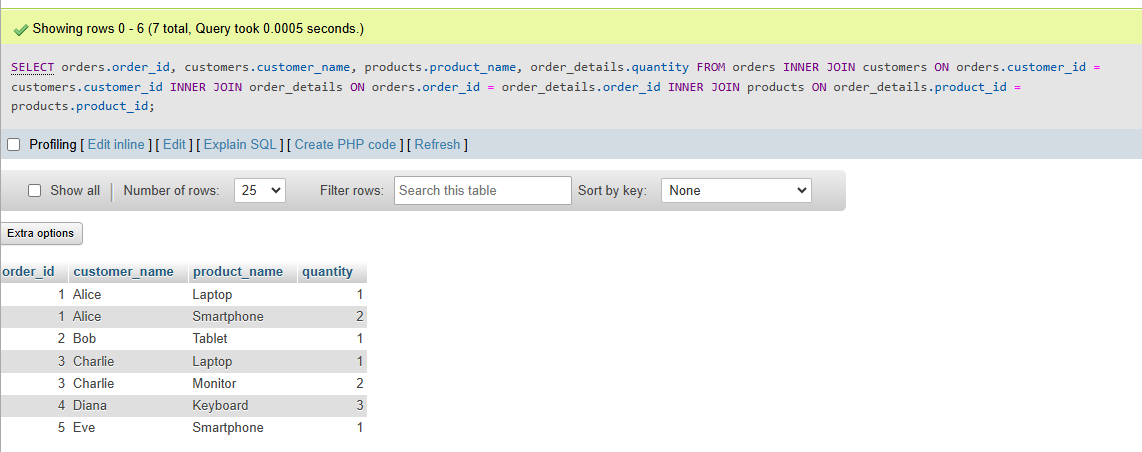 Showing rows 0 - 6 (7 total, Query took 0.0005 seconds.)
SELECT orders.order_id, customers.customer_name, products.product_name, order_details.quantity FROM orders INNER JOIN customers ON orders.customer_id =
customers.customer_id INNER JOIN order_details ON orders.order_id = order_details.order_id INNER JOIN products ON order_details.product_id =
products.product_id;
Profiling [ Edit inline ] [ Edit ] [ Explain SQL ] [ Create PHP code ] [ Refresh ]
Show all | Number of rows: 25 Filter rows: Search this table Sort by key: None
Extra options
order_id customer_name product_name quantity
1 Alice Laptop 1
1 Alice Smartphone 2
2 Bob Tablet 1
3 Charlie Laptop 1
3 Charlie Monitor 2
4 Diana Keyboard 3
5 Eve Smartphone 1